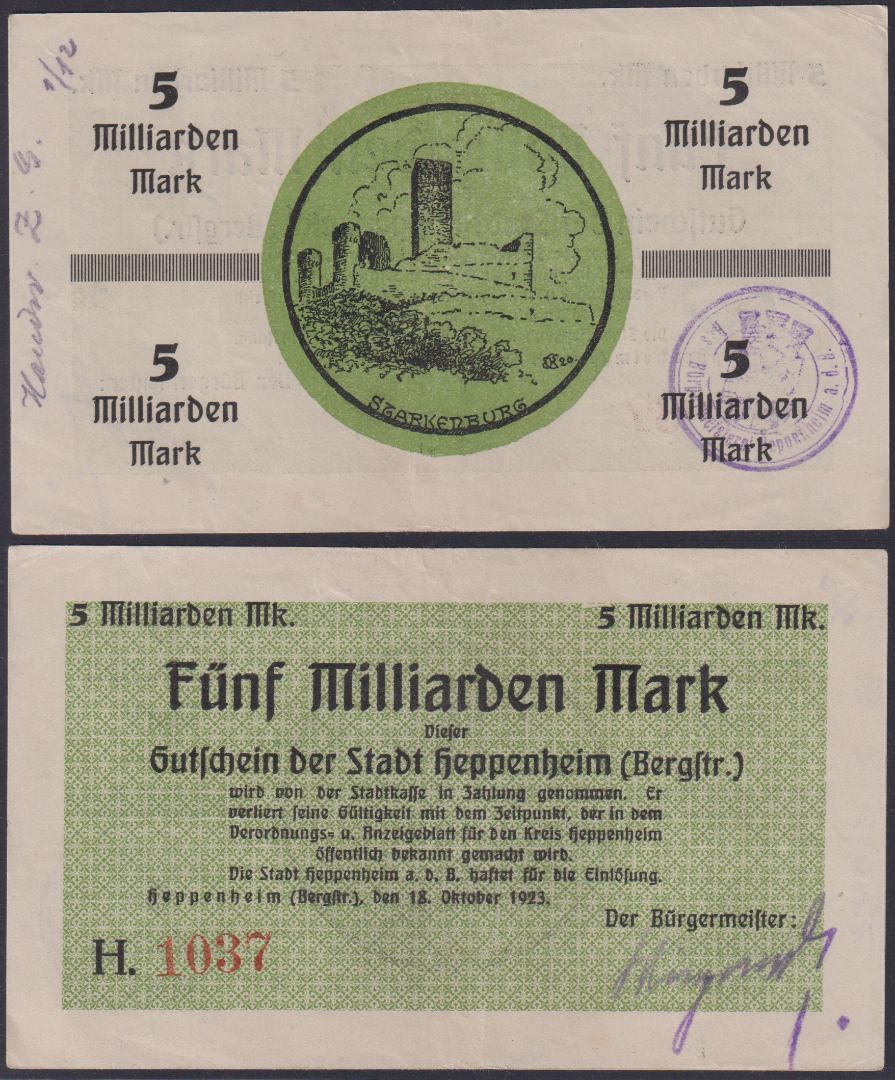 5
Milliarden
Mark
5
Milliarden
Mark
5
Milliarden
Mark
5
Milliarden
Mark
STARKENBURG
20.
1/12
5 Milliarden Mk.
5 Milliarden Mk.
Fünf Milliarden Mark
Dieſer
Gutſchein der Stadt Heppenheim (Bergſtr.)
wird von der Stadtkaſſe in Zahlung genommen. Er
verliert ſeine Gültigkeit mit dem Zeitpunkt, der in dem
Verordnungs= u. Anzeigeblatt für den Kreis Heppenheim
öffentlich bekannt gemacht wird.
Die Stadt Heppenheim a. d. B. haftet für die Einlöſung.
Heppenheim (Bergſtr.), den 18. Oktober 1923.
Der Bürgermeiſter:
H. 1037